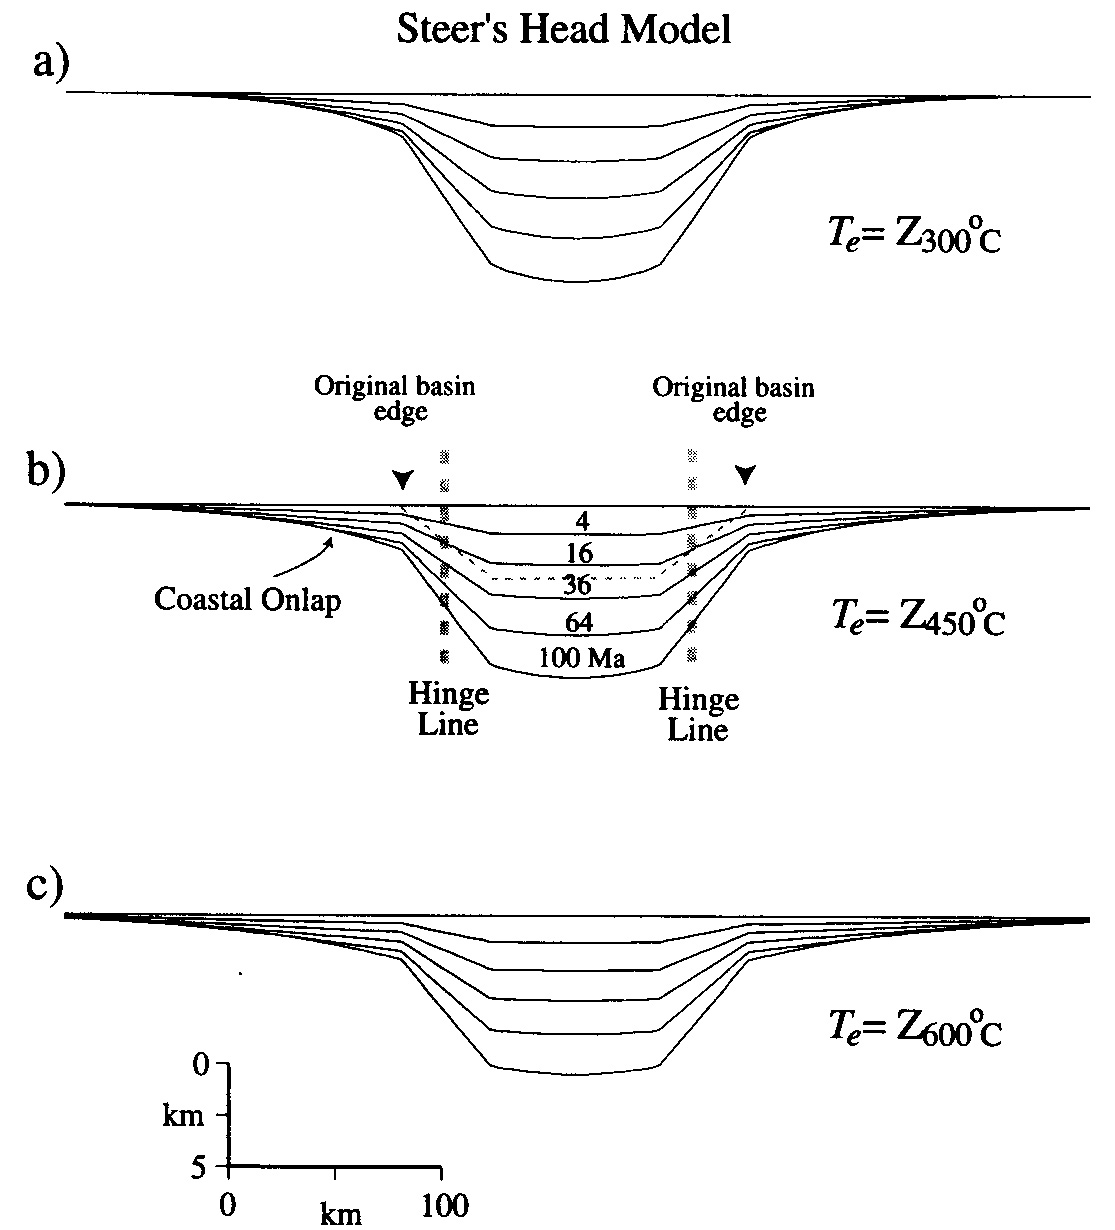 Steer's Head Model
a)
Te= Z300°C
Original basin
edge
Original basin
edge
b)
4
16
36
64
100 Ma
Coastal Onlap
Te= Z450°C
Hinge
Line
Hinge
Line
c)
Te= Z600°C
0
km
5
0
km
100